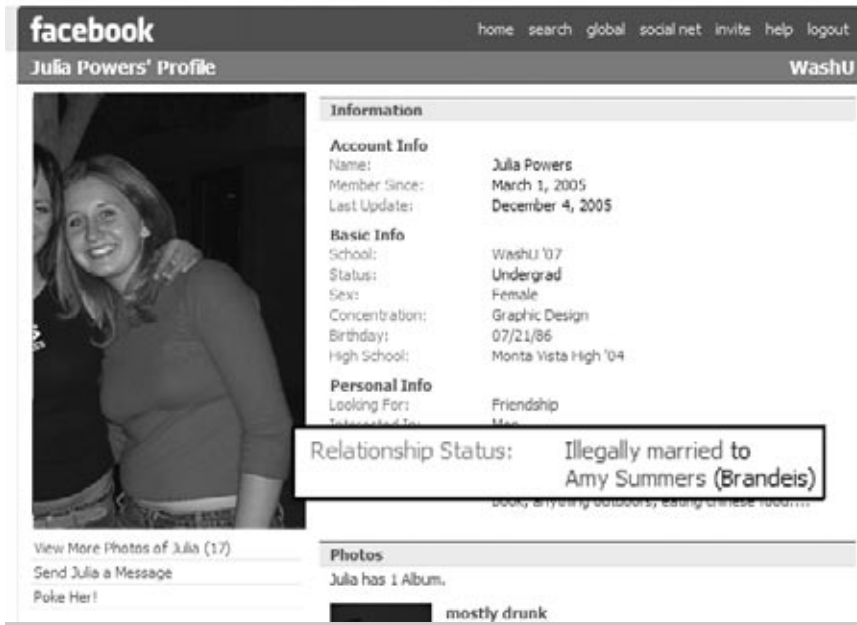 facebook
home search global social net invite help logout
Julia Powers' Profile WashU
Information
Account Info
Name: Julia Powers
Member Since: March 1, 2005
Last Update: December 4, 2005
Basic Info
School: WashU '07
Status: Undergrad
Sex: Female
Concentration: Graphic Design
Birthday: 07/21/86
High School: Monta Vista High '04
Personal Info
Looking For: Friendship
Interested In: Men
Relationship Status: Illegally married to
Amy Summers (Brandeis)
book, anything outdoors, eating chinese food....
View More Photos of Julia (17)
Send Julia a Message
Poke Her!
Photos
Julia has 1 Album.
mostly drunk